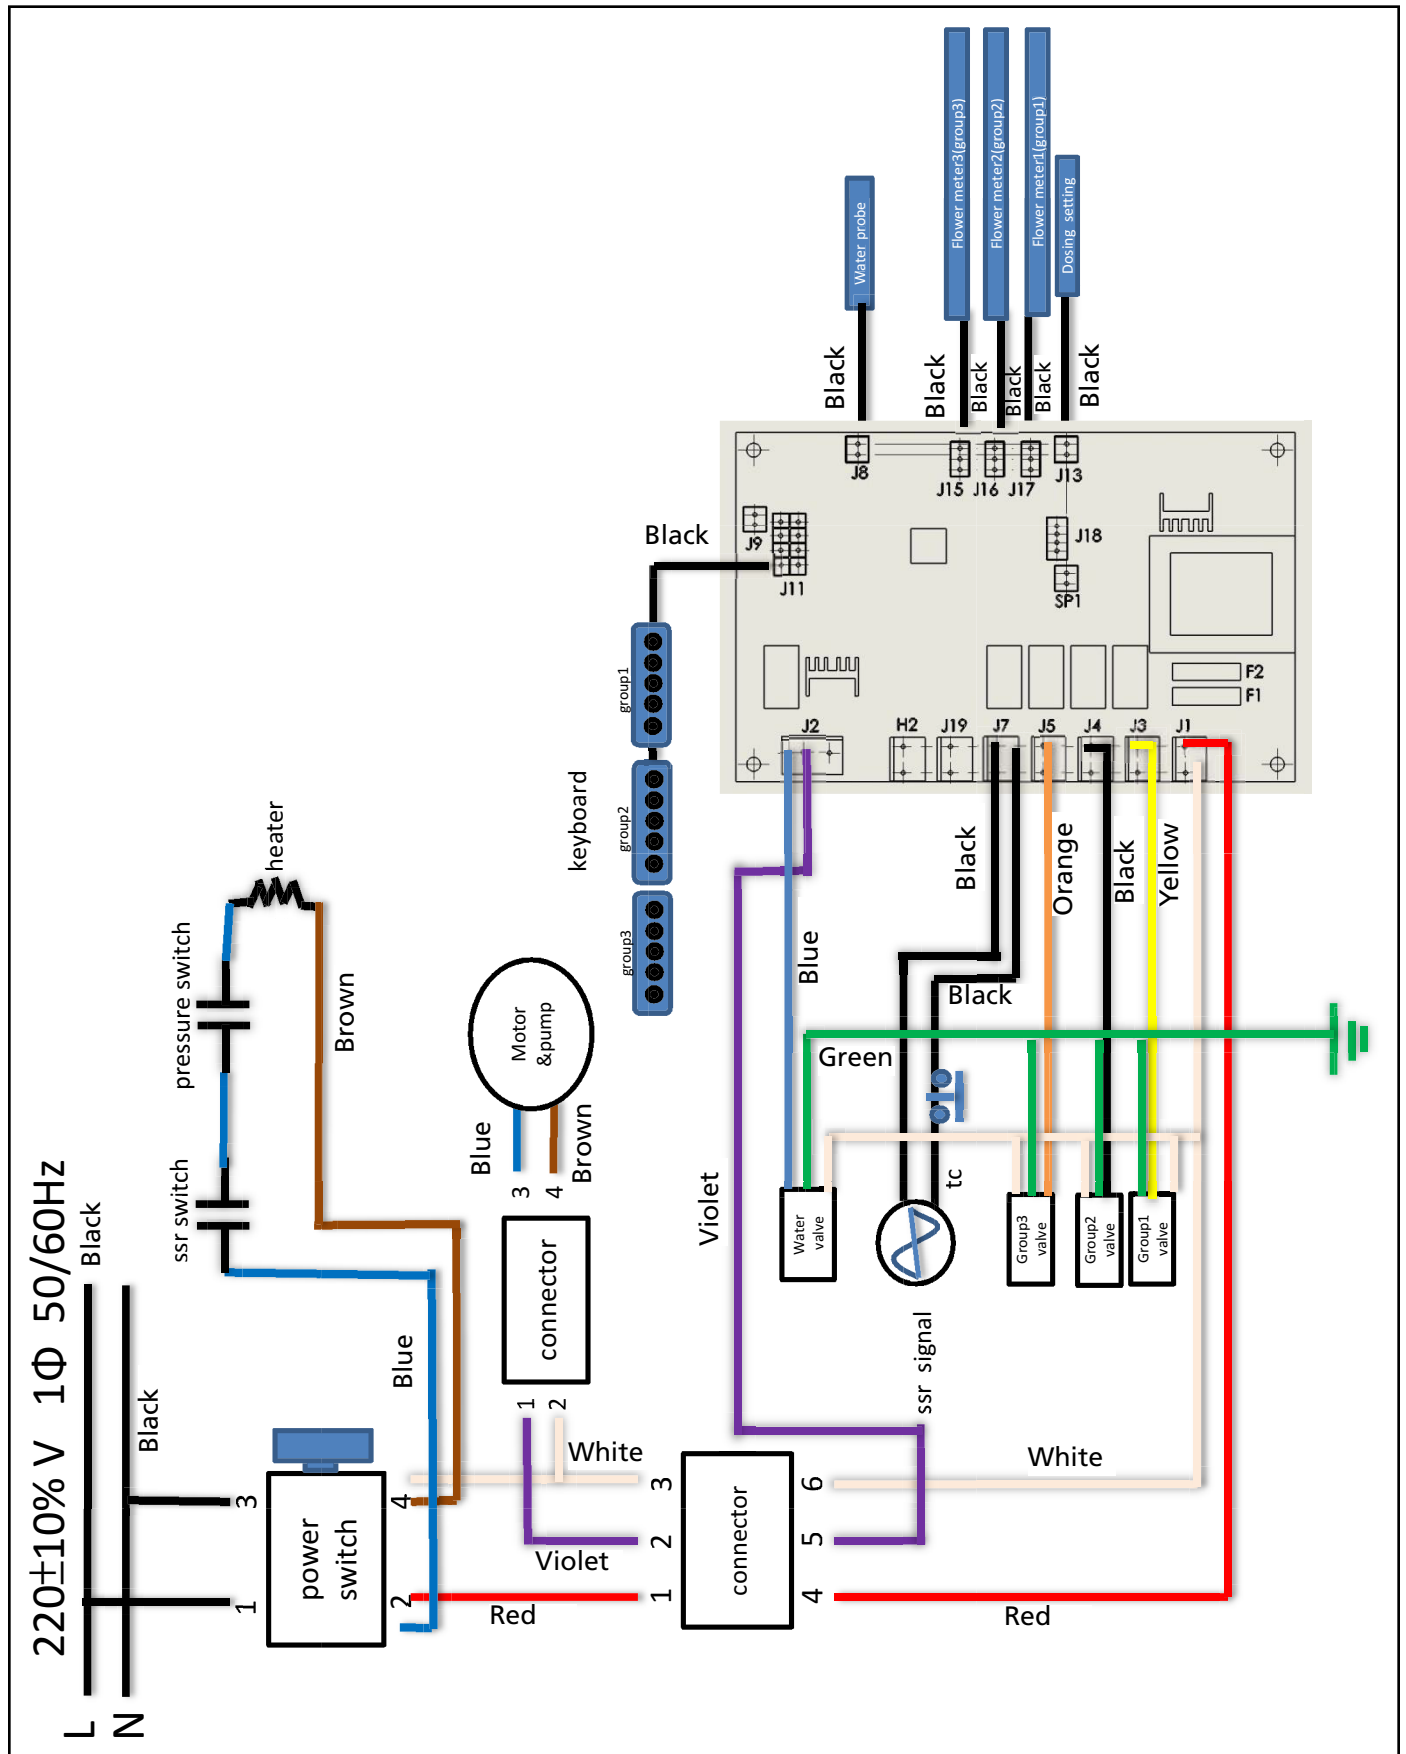 220±10% V 1Φ 50/60Hz
L
N
Black
Black
ssr switch
pressure switch
heater
Brown
Blue
power
switch
1
3
2
4
Red
White
Violet
1
2
connector
3
4
Blue
Brown
Motor
&pump
keyboard
group1
group2
group3
Black
1
2
3
connector
4
5
6
Red
White
Violet
ssr signal
tc
Water
valve
Group3
valve
Group2
valve
Group1
valve
Green
Blue
Black
Black
Orange
Black
Yellow
J2
H2
J19
J7
J5
J4
J3
J1
F1
F2
J9
J11
J8
J15
J16
J17
J13
J18
SP1
Black
Black
Black
Black
Black
Black
Water probe
Flower meter3(group3)
Flower meter2(group2)
Flower meter1(group1)
Dosing setting